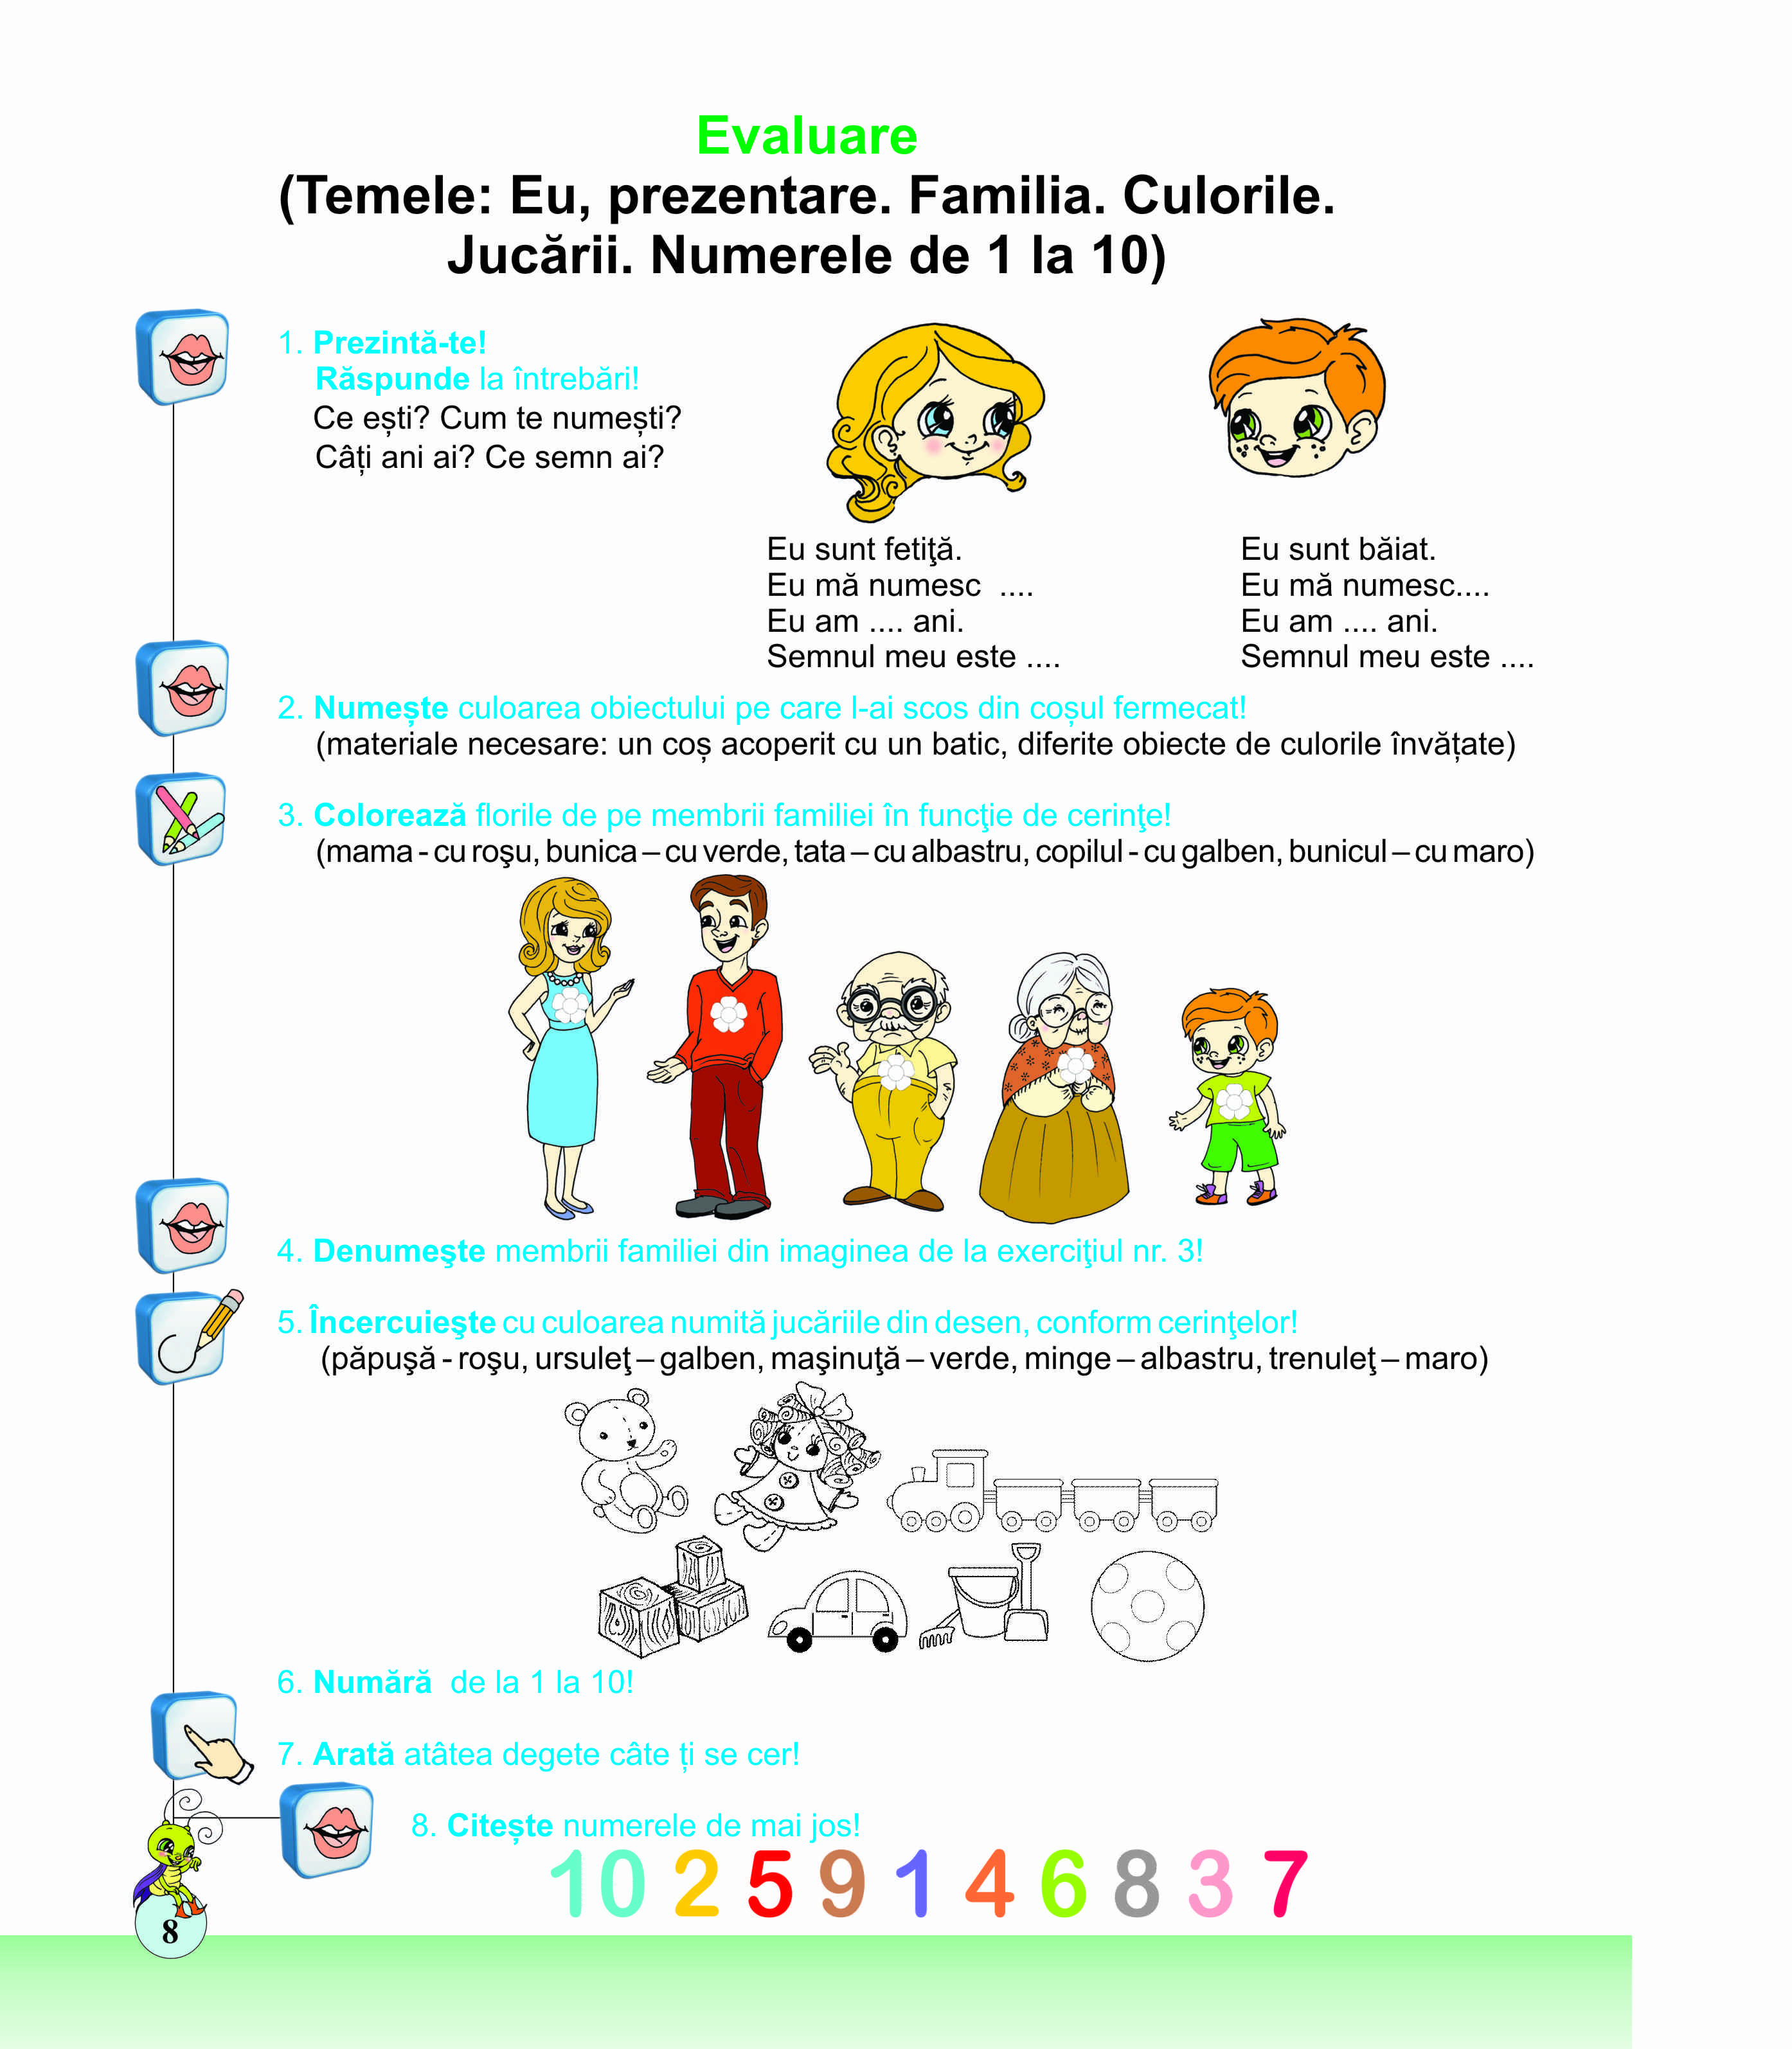 Evaluare
(Temele: Eu, prezentare. Familia. Culorile.
Jucării. Numerele de 1 la 10)
1. Prezintă-te!
Răspunde la întrebări!
Ce ești? Cum te numești?
Câți ani ai? Ce semn ai?
Eu sunt fetiţă.
Eu mă numesc  ....
Eu am .... ani.
Semnul meu este ....
Eu sunt băiat.
Eu mă numesc....
Eu am .... ani.
Semnul meu este ....
2. Numește culoarea obiectului pe care l-ai scos din coșul fermecat!
(materiale necesare: un coș acoperit cu un batic, diferite obiecte de culorile învățate)
3. Colorează florile de pe membrii familiei în funcţie de cerinţe!
(mama - cu roşu, bunica – cu verde, tata – cu albastru, copilul - cu galben, bunicul – cu maro)
4. Denumeşte membrii familiei din imaginea de la exerciţiul nr. 3!
5. Încercuieşte cu culoarea numită jucăriile din desen, conform cerinţelor!
(păpuşă - roşu, ursuleţ – galben, maşinuţă – verde, minge – albastru, trenuleţ – maro)
6. Numără  de la 1 la 10!
7. Arată atâtea degete câte ți se cer!
8. Citește numerele de mai jos!
10 2 5 9 1 4 6 8 3 7
8